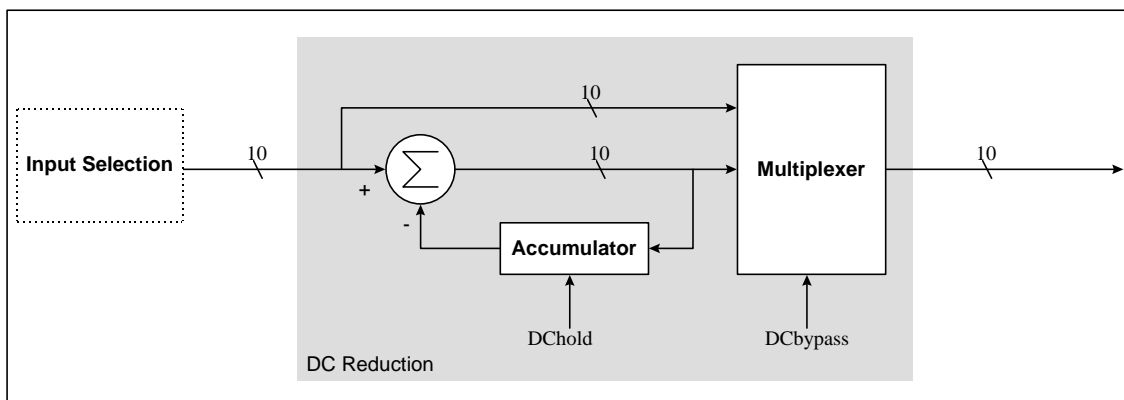 10
Input Selection
10
+
Σ
10
Multiplexer
10
-
Accumulator
DChold
DCbypass
DC Reduction